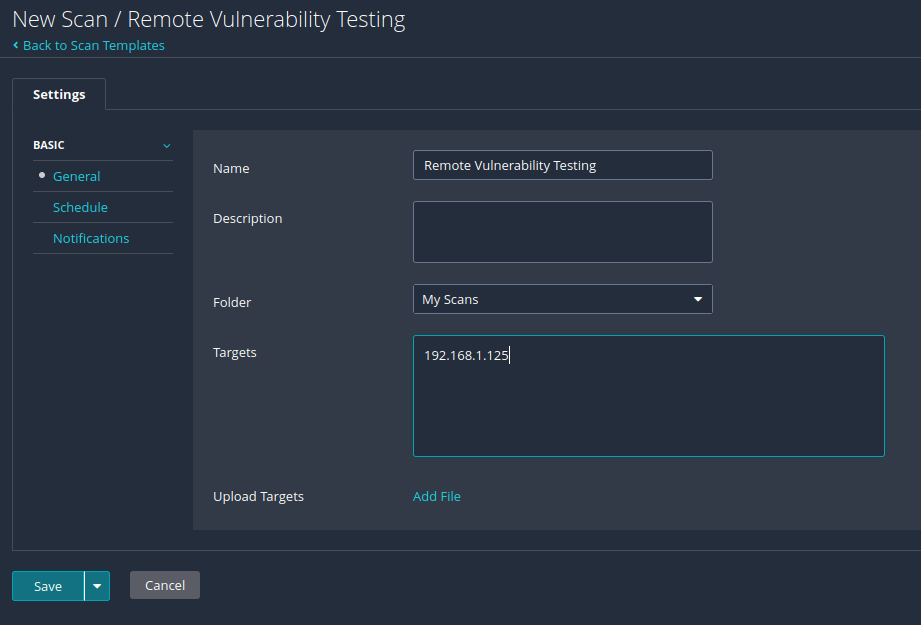 New Scan / Remote Vulnerability Testing
Back to Scan Templates
Settings
BASIC
General
Schedule
Notifications
Name
Remote Vulnerability Testing
Description
Folder
My Scans
Targets
192.168.1.125
Upload Targets
Add File
Save
Cancel